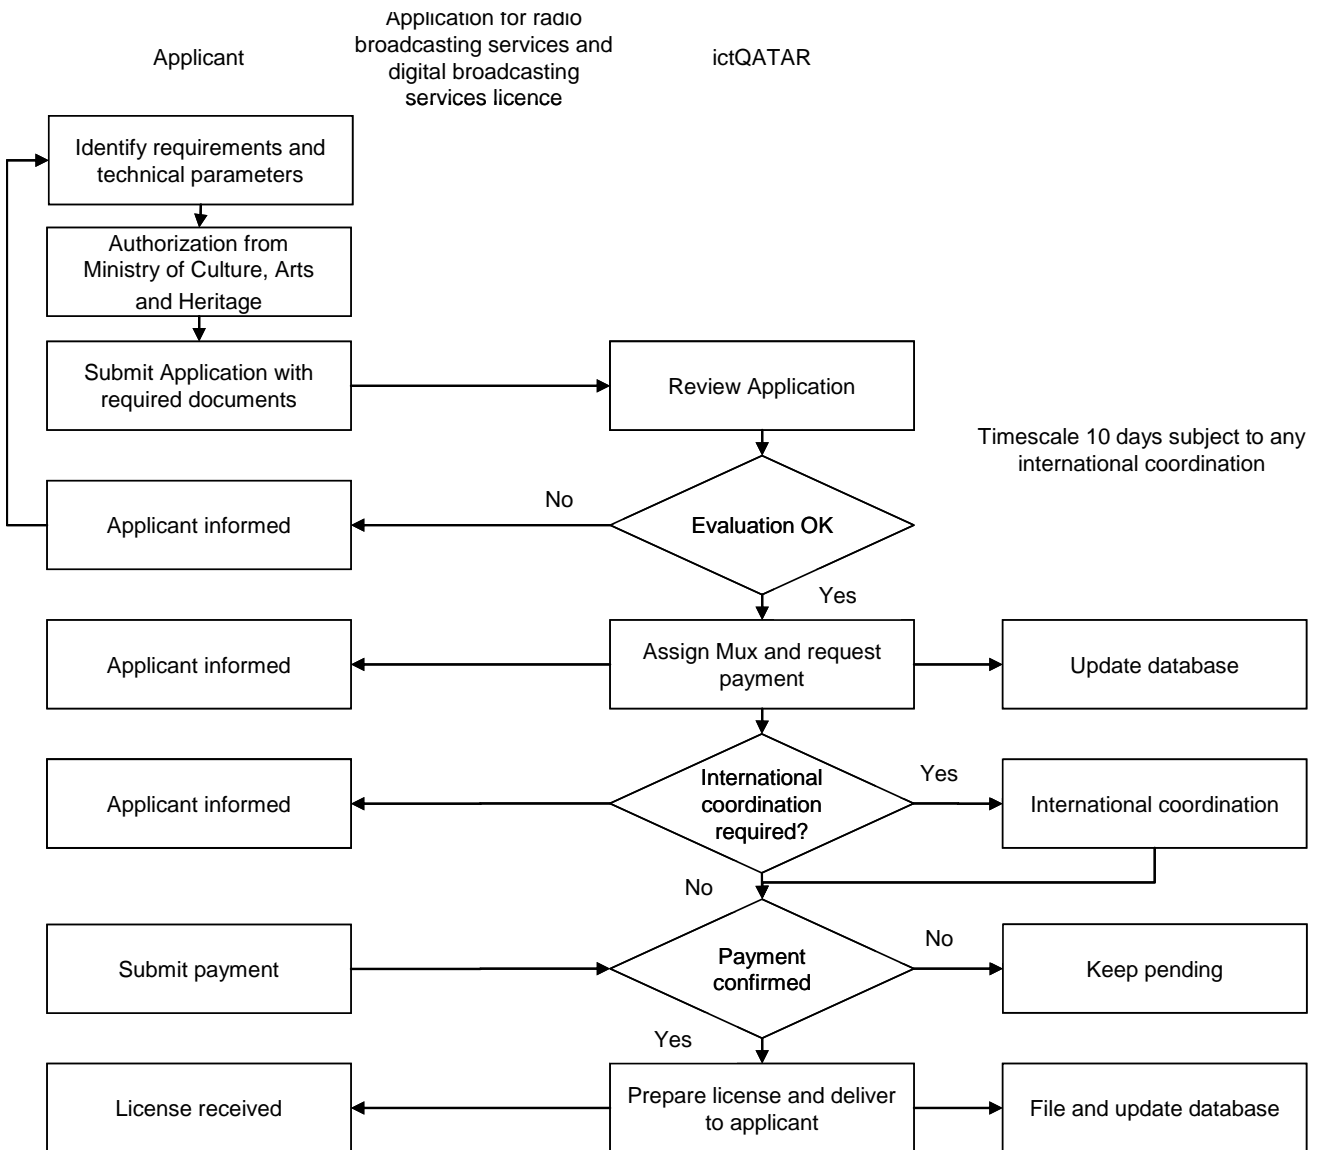 Application for radio
broadcasting services and
digital broadcasting
services licence
Applicant
ictQATAR
Identify requirements and
technical parameters
Authorization from
Ministry of Culture, Arts
and Heritage
Submit Application with
required documents
Review Application
Timescale 10 days subject to any
international coordination
No
Applicant informed
Evaluation OK
Yes
Applicant informed
Assign Mux and request
payment
Update database
Applicant informed
International
coordination
required?
Yes
International coordination
No
Submit payment
Payment
confirmed
No
Keep pending
Yes
License received
Prepare license and deliver
to applicant
File and update database